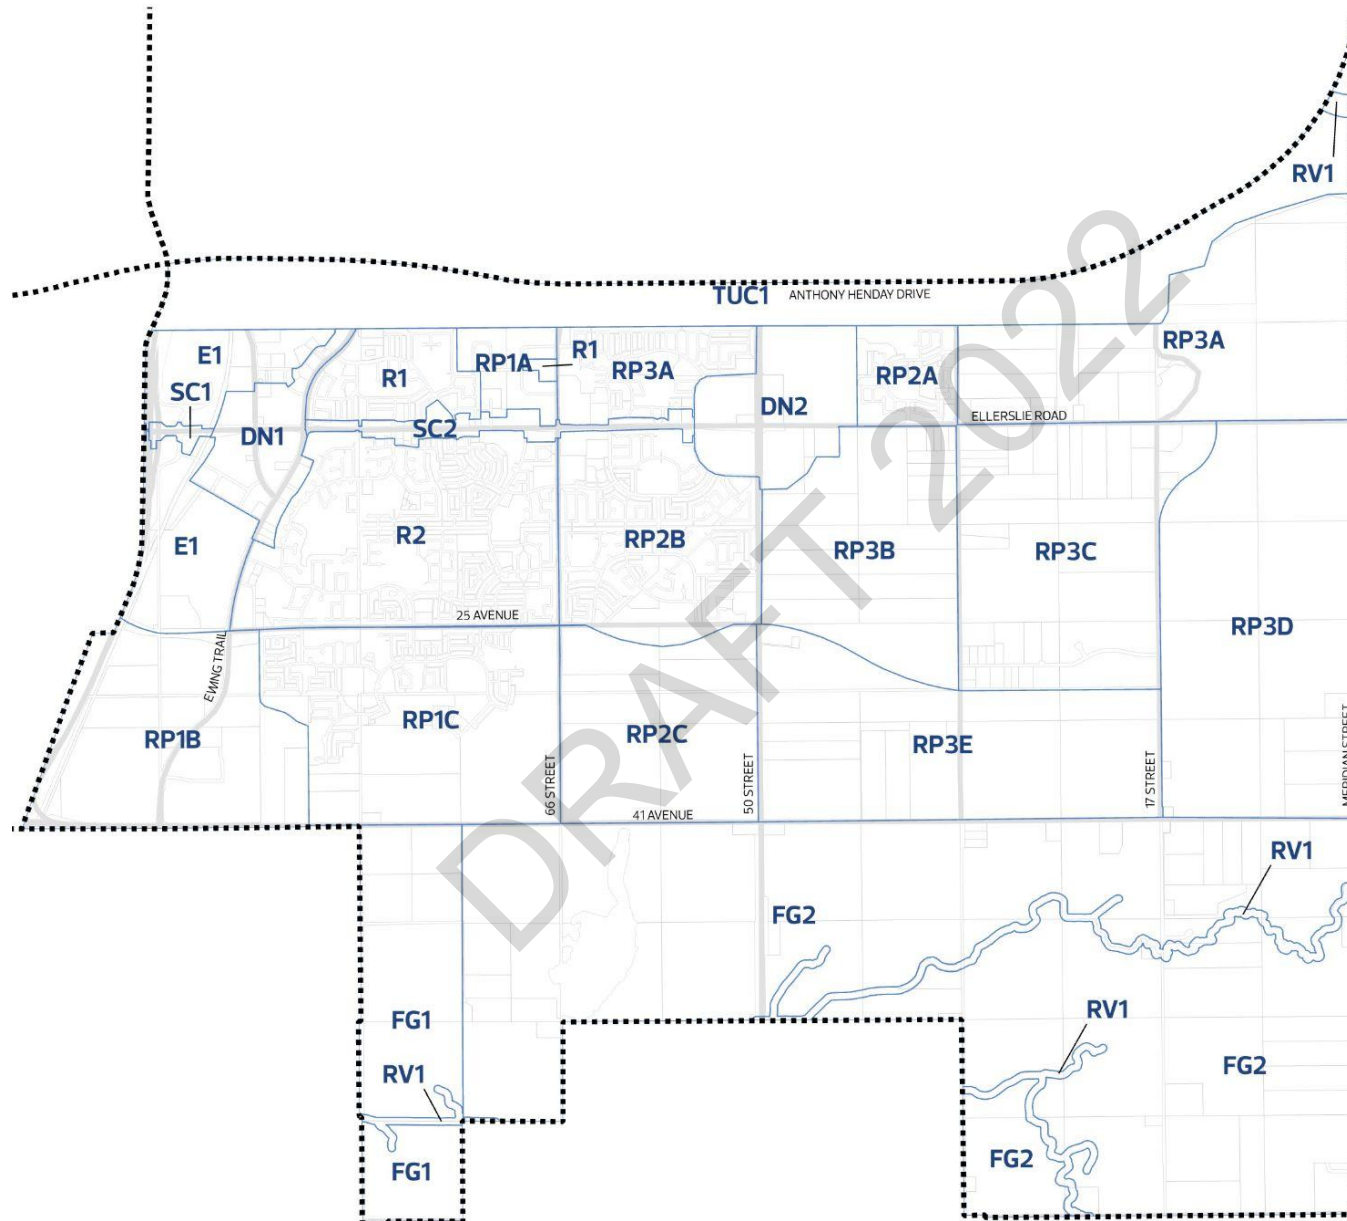 RV1
TUC1 ANTHONY HENDAY DRIVE
E1
R1
RP1A
R1
RP3A
RP2A
RP3A
SC1
DN1
SC2
DN2
ELLERSLIE ROAD
E1
R2
RP2B
RP3B
RP3C
25 AVENUE
RP3D
EWING TRAIL
RP1B
RP1C
RP2C
RP3E
66 STREET
50 STREET
17 STREET
MERIDIAN STREET
41 AVENUE
DRAFT 2022
RV1
FG2
FG1
RV1
RV1
FG2
FG2
FG1